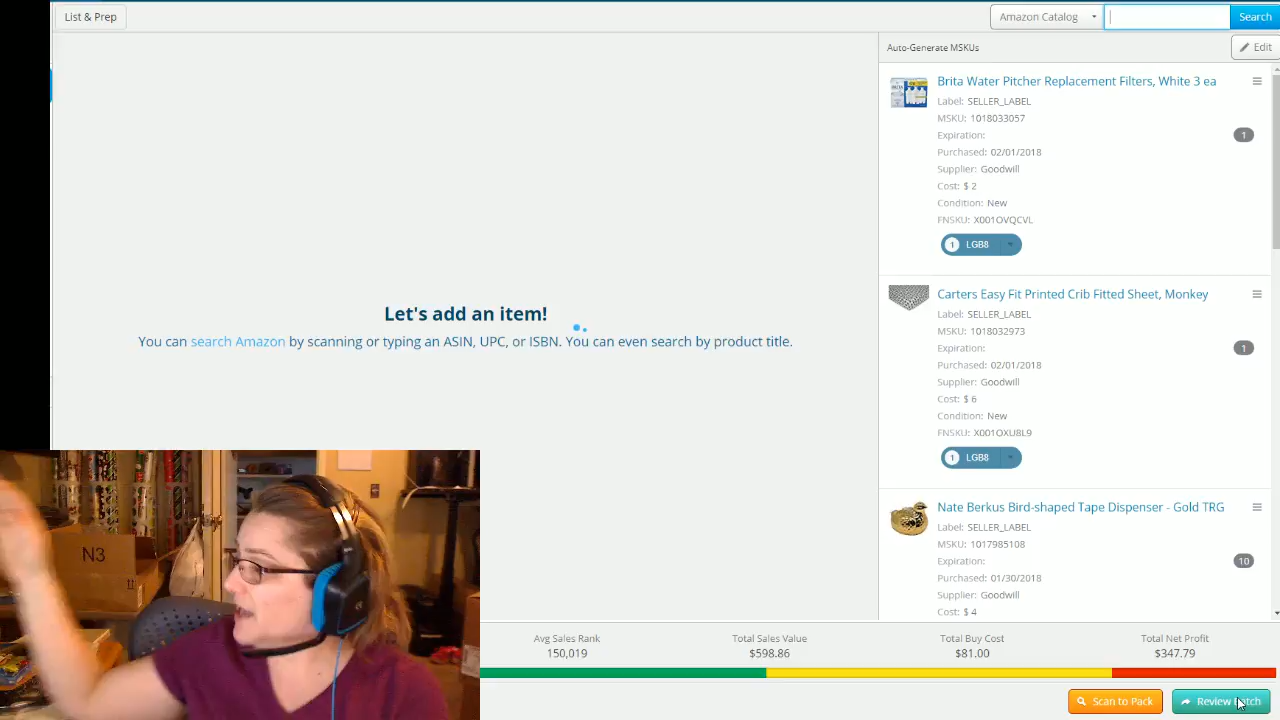 List & Prep
Amazon Catalog
Search
Auto-Generate MSKUs
Edit
Let's add an item!
You can search Amazon by scanning or typing an ASIN, UPC, or ISBN. You can even search by product title.
Brita Water Pitcher Replacement Filters, White 3 ea
Label: SELLER_LABEL
MSKU: 1018033057
Expiration:
1
Purchased: 02/01/2018
Supplier: Goodwill
Cost: $ 2
Condition: New
FNSKU: X001OVQCVL
1 LGB8
Carters Easy Fit Printed Crib Fitted Sheet, Monkey
Label: SELLER_LABEL
MSKU: 1018032973
Expiration:
1
Purchased: 02/01/2018
Supplier: Goodwill
Cost: $ 6
Condition: New
FNSKU: X001OXU8L9
1 LGB8
Nate Berkus Bird-shaped Tape Dispenser - Gold TRG
Label: SELLER_LABEL
MSKU: 1017985108
Expiration:
10
Purchased: 01/30/2018
Supplier: Goodwill
Cost: $ 4
N3
Avg Sales Rank
150,019
Total Sales Value
$598.86
Total Buy Cost
$81.00
Total Net Profit
$347.79
Scan to Pack
Review Batch